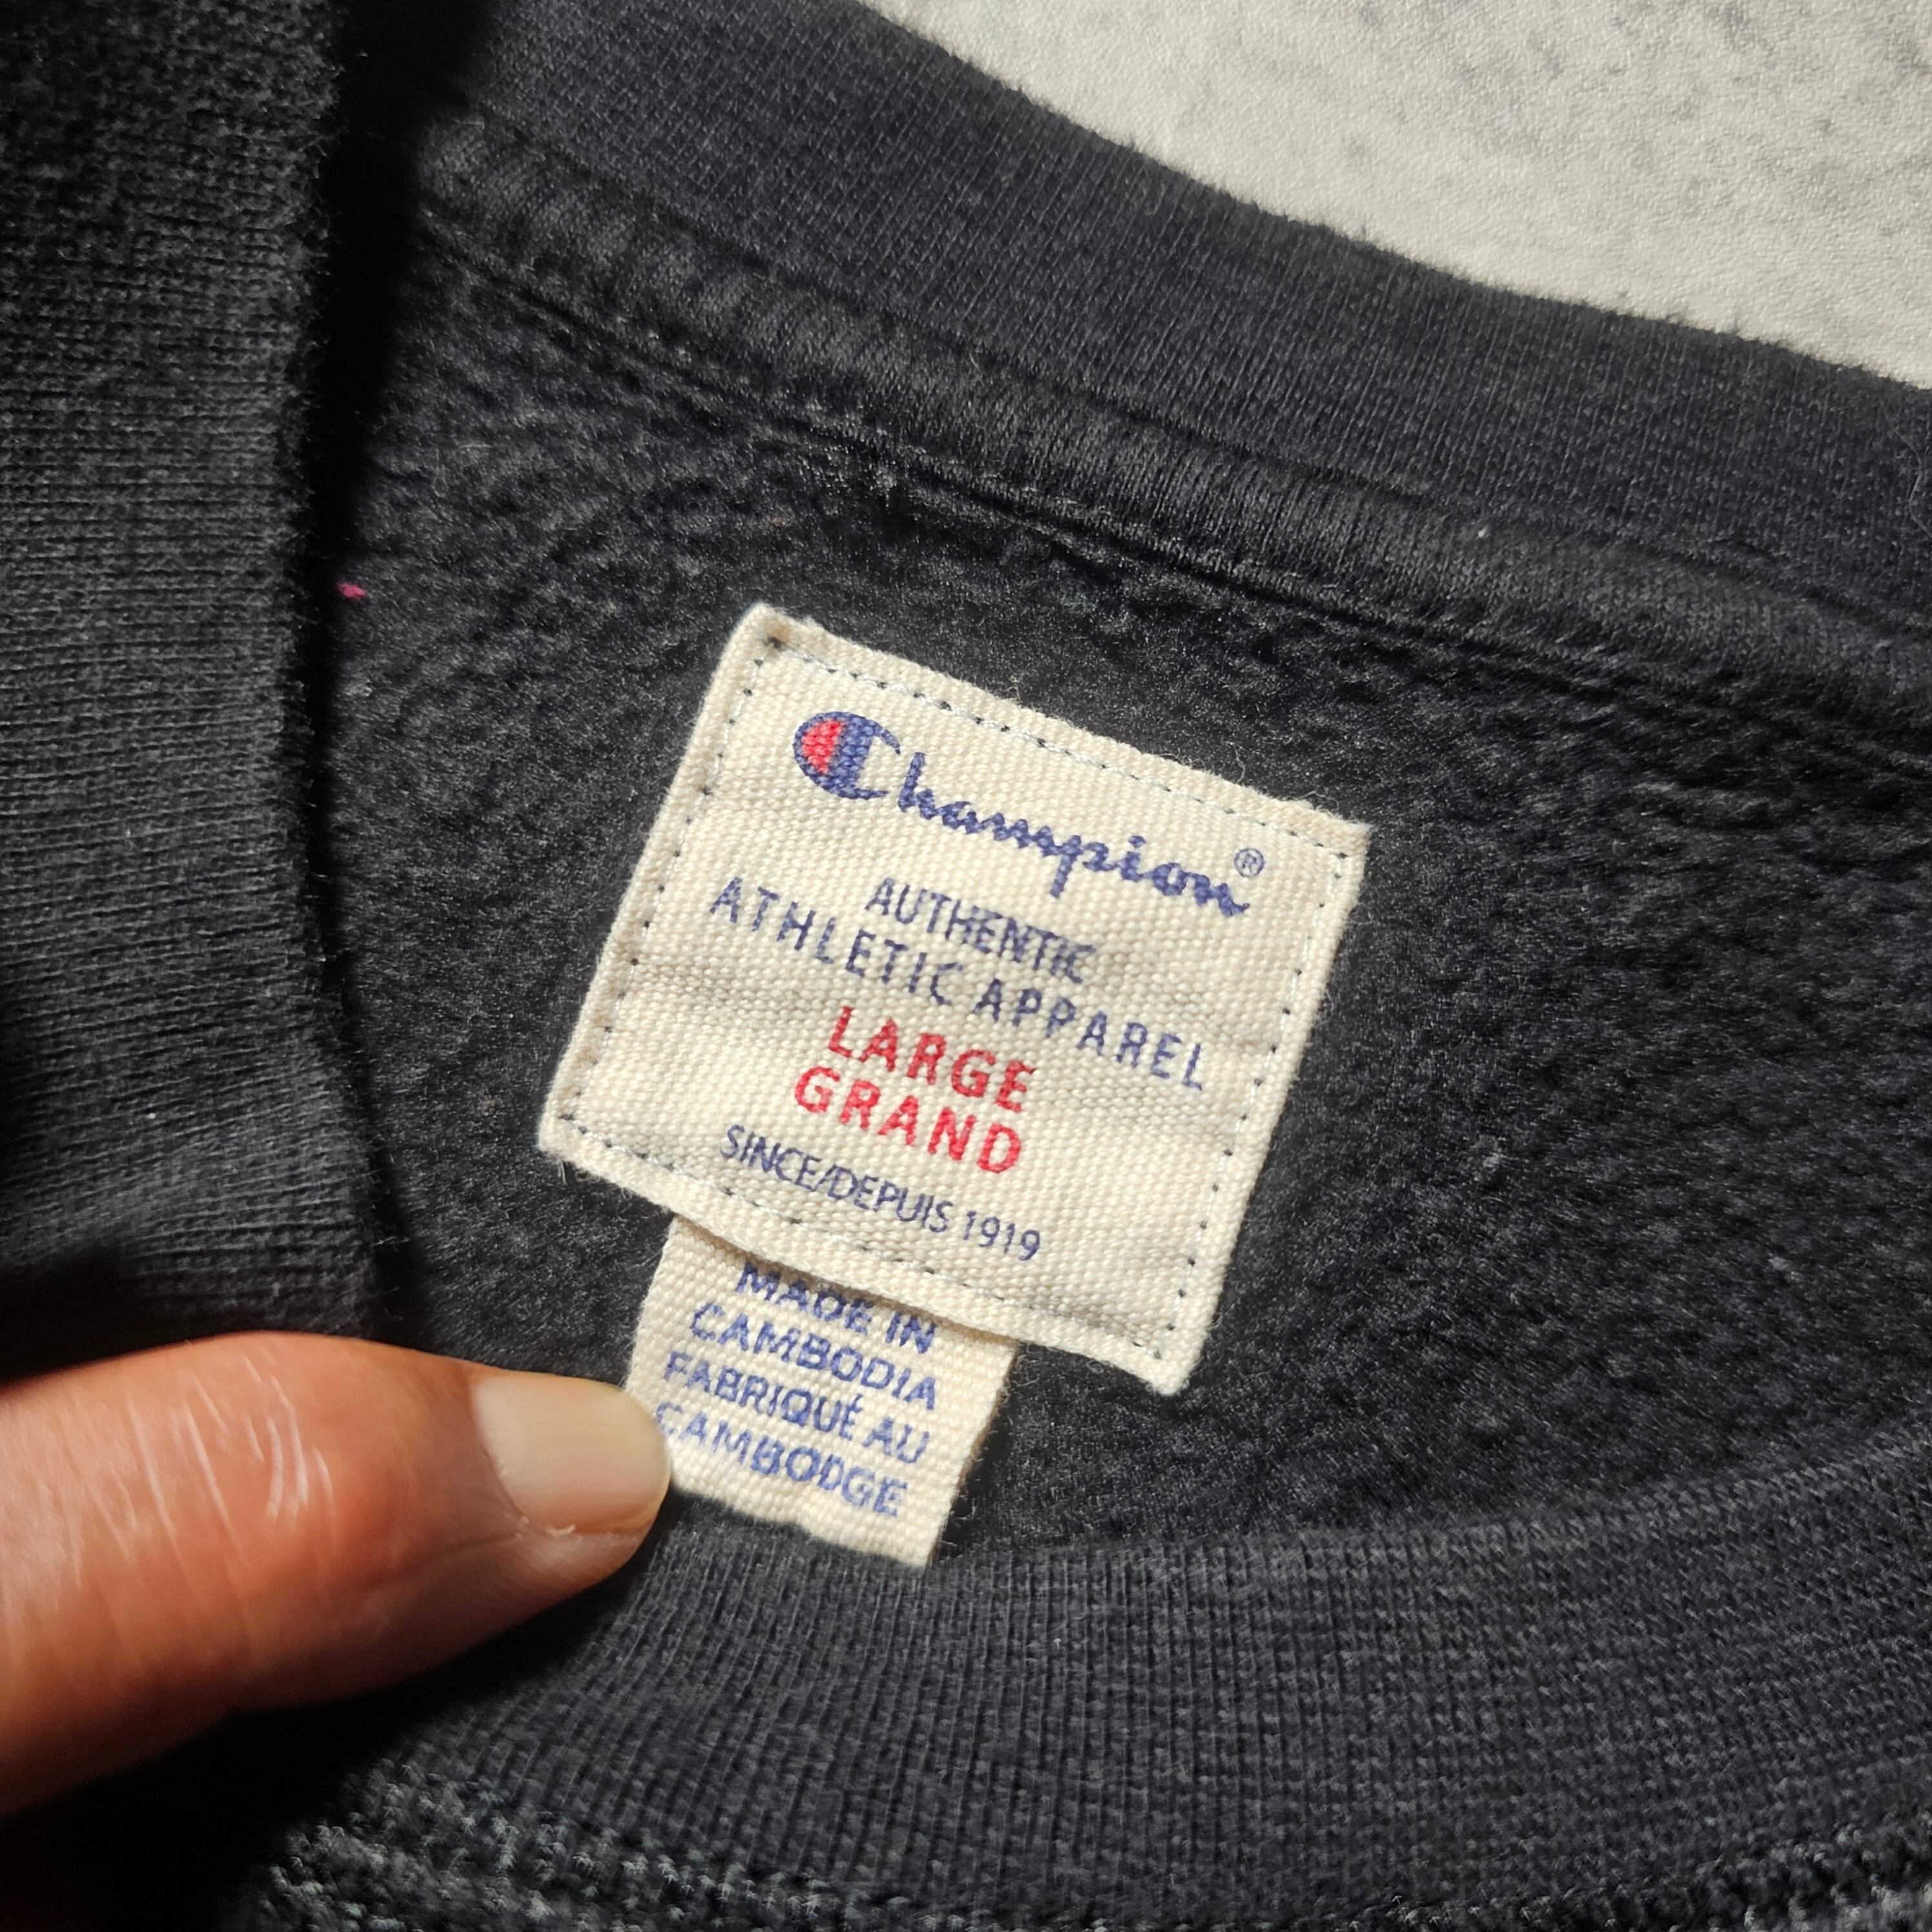 Champion®
AUTHENTIC
ATHLETIC APPAREL
LARGE
GRAND
SINCE/DEPUIS 1919
MADE IN
CAMBODIA
FABRIQUÉ AU
CAMBODGE